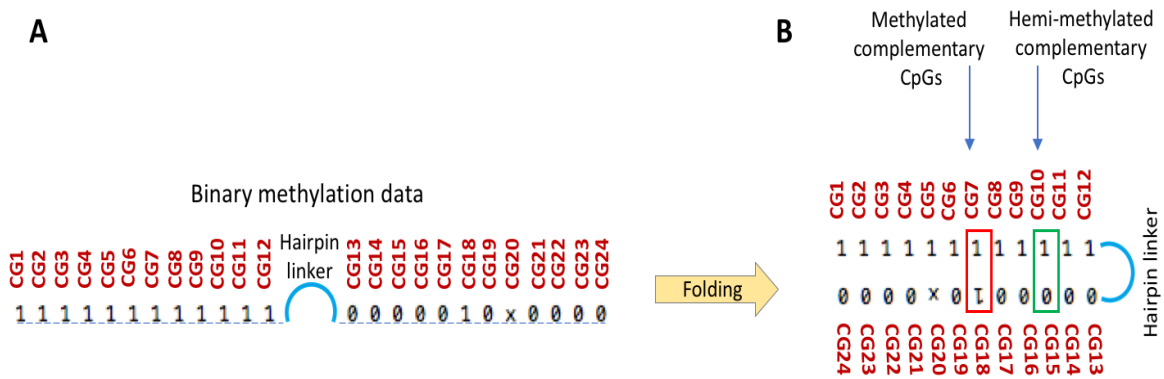 A
Binary methylation data
CG1 CG2 CG3 CG4 CG5 CG6 CG7 CG8 CG9 CG10 CG11 CG12
Hairpin
linker
CG13 CG14 CG15 CG16 CG17 CG18 CG19 CG20 CG21 CG22 CG23 CG24
1 1 1 1 1 1 1 1 1 1 1 1
0 0 0 0 0 1 0 x 0 0 0 0
Folding
B
Methylated
complementary
CpGs
Hemi-methylated
complementary
CpGs
CG1 CG2 CG3 CG4 CG5 CG6 CG7 CG8 CG9 CG10 CG11 CG12
1 1 1 1 1 1 1 1 1 1 1 1
0 0 0 0 x 0 1 0 0 0 0 0
CG24 CG23 CG22 CG21 CG20 CG19 CG18 CG17 CG16 CG15 CG14 CG13
Hairpin linker